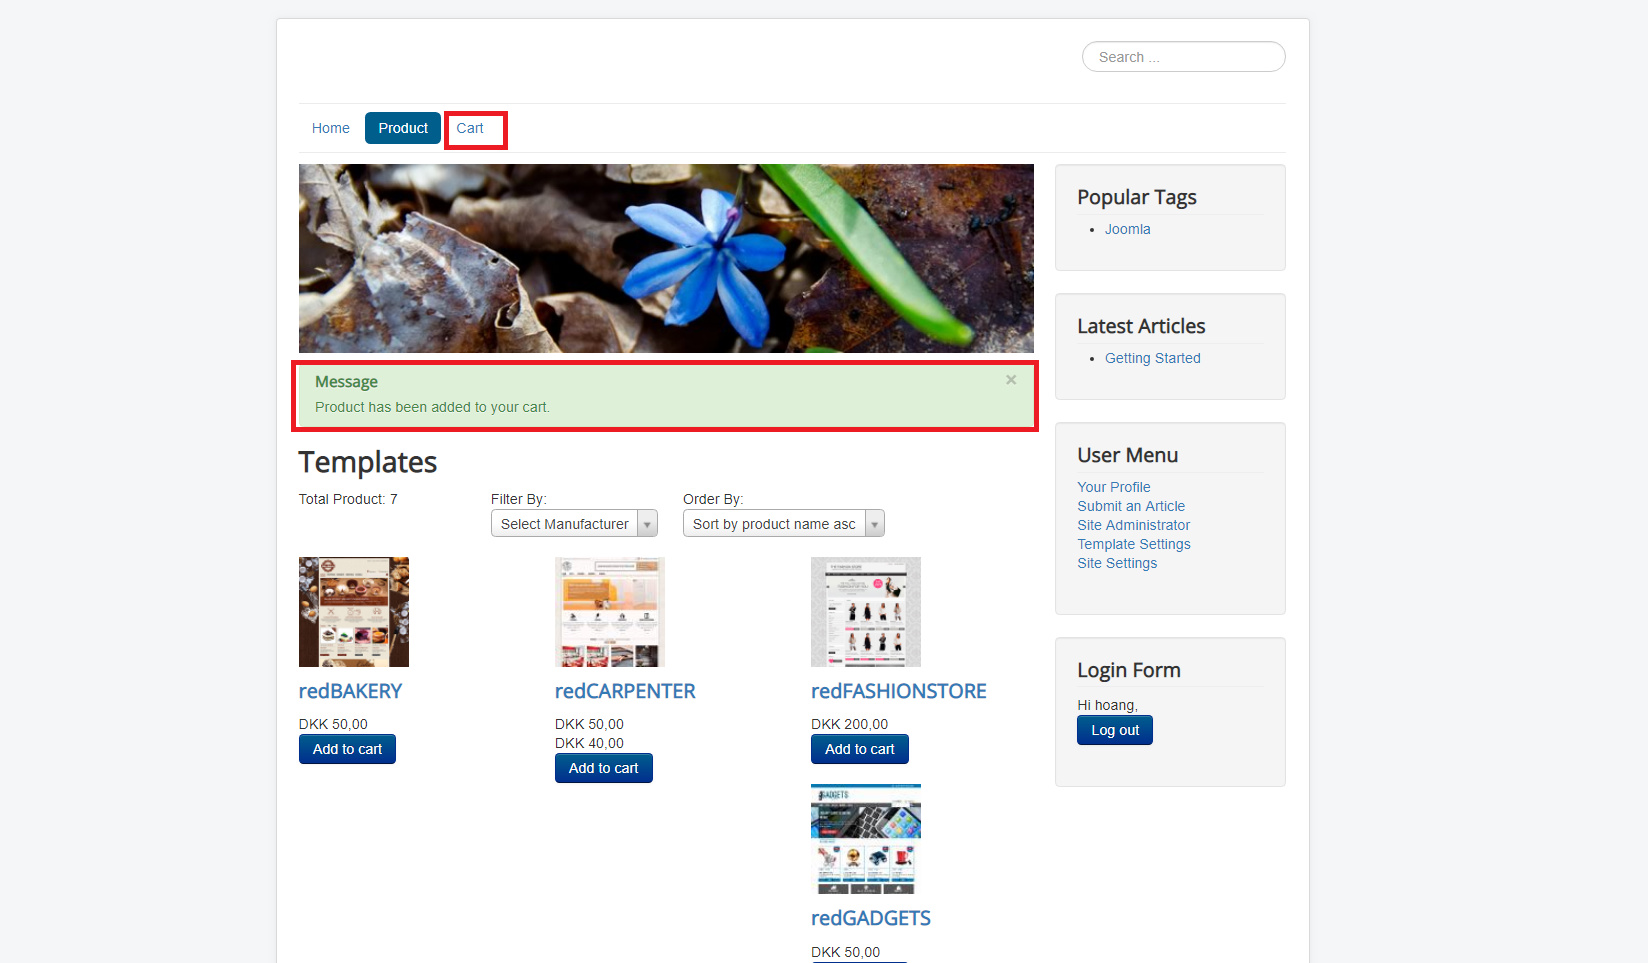 Search ...
Home
Product
Cart
Message
×
Product has been added to your cart.
Templates
Total Product: 7
Filter By:
Select Manufacturer
Order By:
Sort by product name asc
redBAKERY
DKK 50,00
Add to cart
redCARPENTER
DKK 50,00
DKK 40,00
Add to cart
redFASHIONSTORE
DKK 200,00
Add to cart
GADGETS
redGADGETS
DKK 50,00
Popular Tags
Joomla
Latest Articles
Getting Started
User Menu
Your Profile
Submit an Article
Site Administrator
Template Settings
Site Settings
Login Form
Hi hoang,
Log out